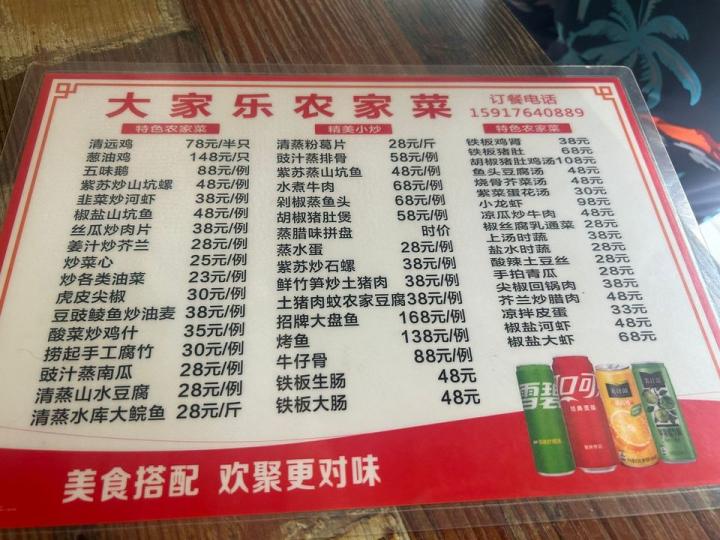 大家乐农家菜
订餐电话
15917640889
特色农家菜
清远鸡 78元/半只
葱油鸡 148元/只
五味鹅 88元/例
紫苏炒山坑螺 48元/例
韭菜炒河虾 38元/例
椒盐山坑鱼 48元/例
丝瓜炒肉片 38元/例
姜汁炒芥兰 28元/例
炒菜心 25元/例
炒各类油菜 23元/例
虎皮尖椒 30元/例
豆豉鲮鱼炒油麦 38元/例
酸菜炒鸡什 35元/例
捞起手工腐竹 30元/例
豉汁蒸南瓜 28元/例
清蒸山水豆腐 28元/例
清蒸水库大鲩鱼 28元/斤
精美小炒
清蒸粉葛片 28元/斤
豉汁蒸排骨 58元/例
紫苏蒸山坑鱼 48元/例
水煮牛肉 68元/例
剁椒蒸鱼头 68元/例
胡椒猪肚煲 58元/例
蒸腊味拼盘 时价
蒸水蛋 28元/例
紫苏炒石螺 38元/例
鲜竹笋炒土猪肉 38元/例
土猪肉蚊农家豆腐 38元/例
招牌大盘鱼 168元/例
烤鱼 138元/例
牛仔骨 88元/例
铁板生肠 48元
铁板大肠 48元
特色农家菜
铁板鸡肾 38元
铁板猪肚 68元
胡椒猪肚鸡汤 108元
鱼头豆腐汤 48元
烧骨芥菜汤 48元
紫菜蛋花汤 30元
小龙虾 98元
凉瓜炒牛肉 48元
椒丝腐乳通菜 28元
上汤时蔬 38元
盐水时蔬 28元
酸辣土豆丝 28元
手拍青瓜 28元
尖椒回锅肉 38元
芥兰炒腊肉 48元
凉拌皮蛋 33元
椒盐河虾 48元
椒盐大虾 68元
雪碧
可口
美食搭配 欢聚更对味